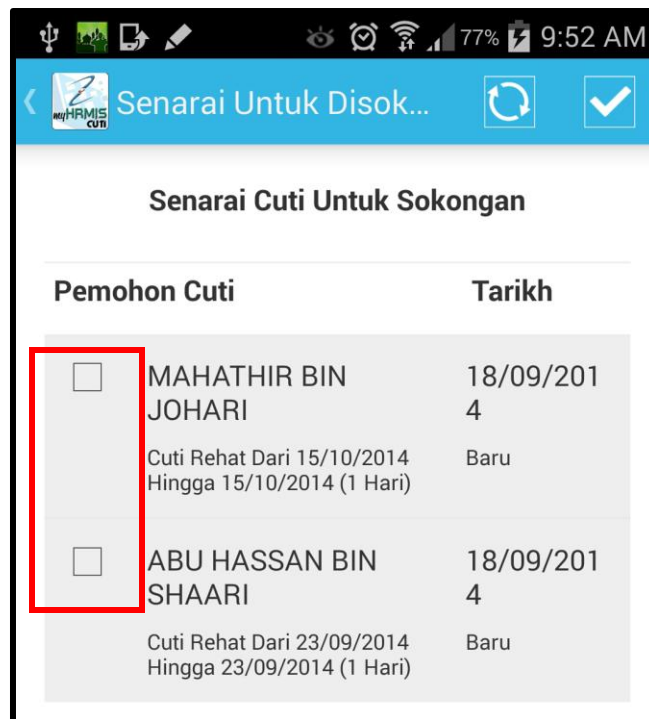 77% 9:52 AM
myHRMIS
CUTI
Senarai Untuk Disok...
Senarai Cuti Untuk Sokongan
Pemohon Cuti Tarikh
MAHATHIR BIN 18/09/201
JOHARI 4
Cuti Rehat Dari 15/10/2014 Baru
Hingga 15/10/2014 (1 Hari)
ABU HASSAN BIN 18/09/201
SHAARI 4
Cuti Rehat Dari 23/09/2014 Baru
Hingga 23/09/2014 (1 Hari)